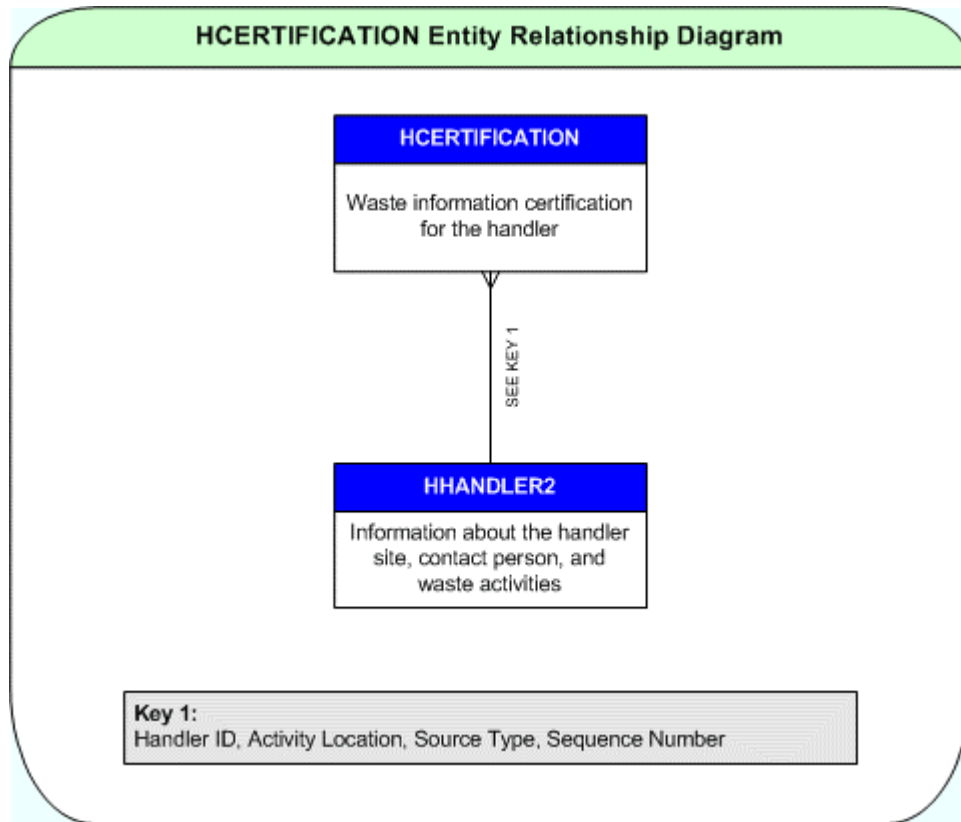 HCERTIFICATION Entity Relationship Diagram
HCERTIFICATION
Waste information certification
for the handler
SEE KEY 1
HHANDLER2
Information about the handler
site, contact person, and
waste activities
Key 1:
Handler ID, Activity Location, Source Type, Sequence Number